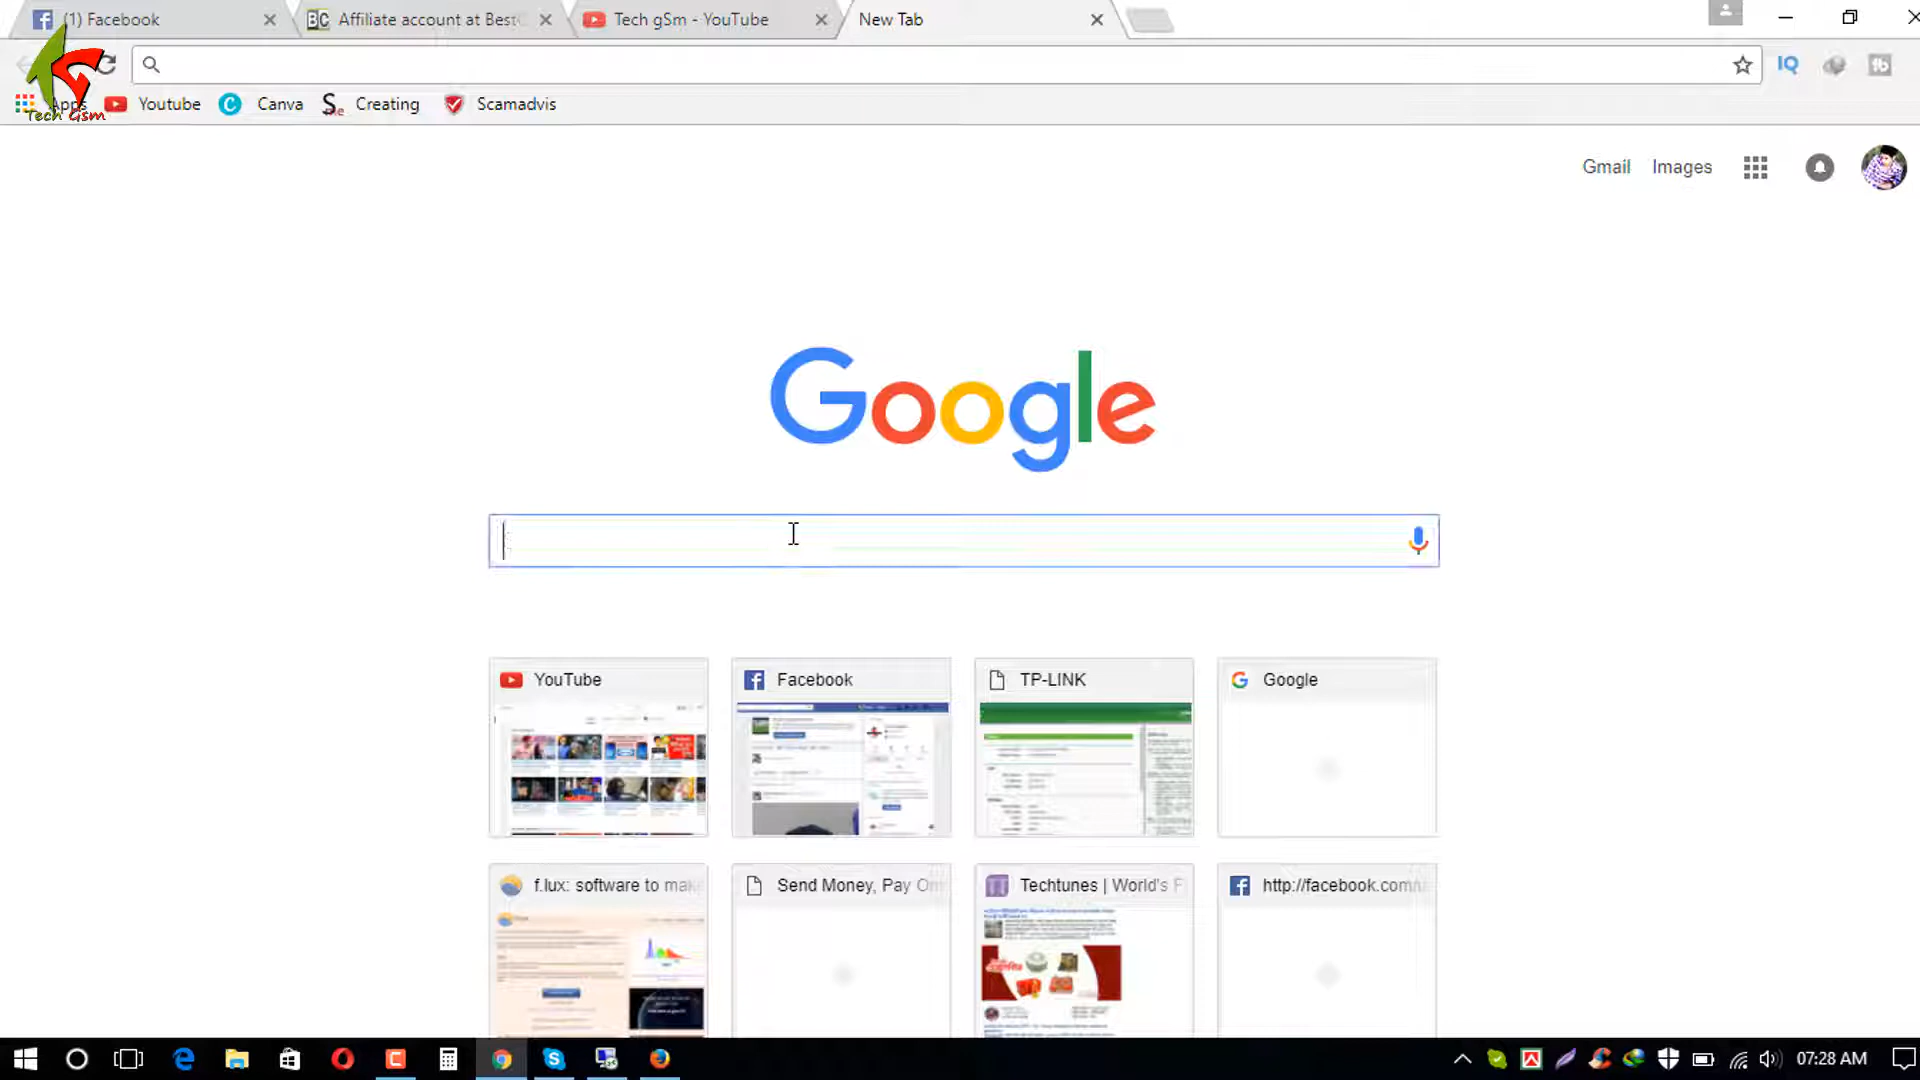 (1) Facebook
Affiliate account at Best
Tech gSm - YouTube
New Tab
IQ
Apps
Youtube
Canva
Creating
Scamadvis
Tech Gsm
Gmail
Images
Google
YouTube
Facebook
TP-LINK
Google
f.lux: software to make
Send Money, Pay On
Techtunes | World's F
http://facebook.com/
07:28 AM